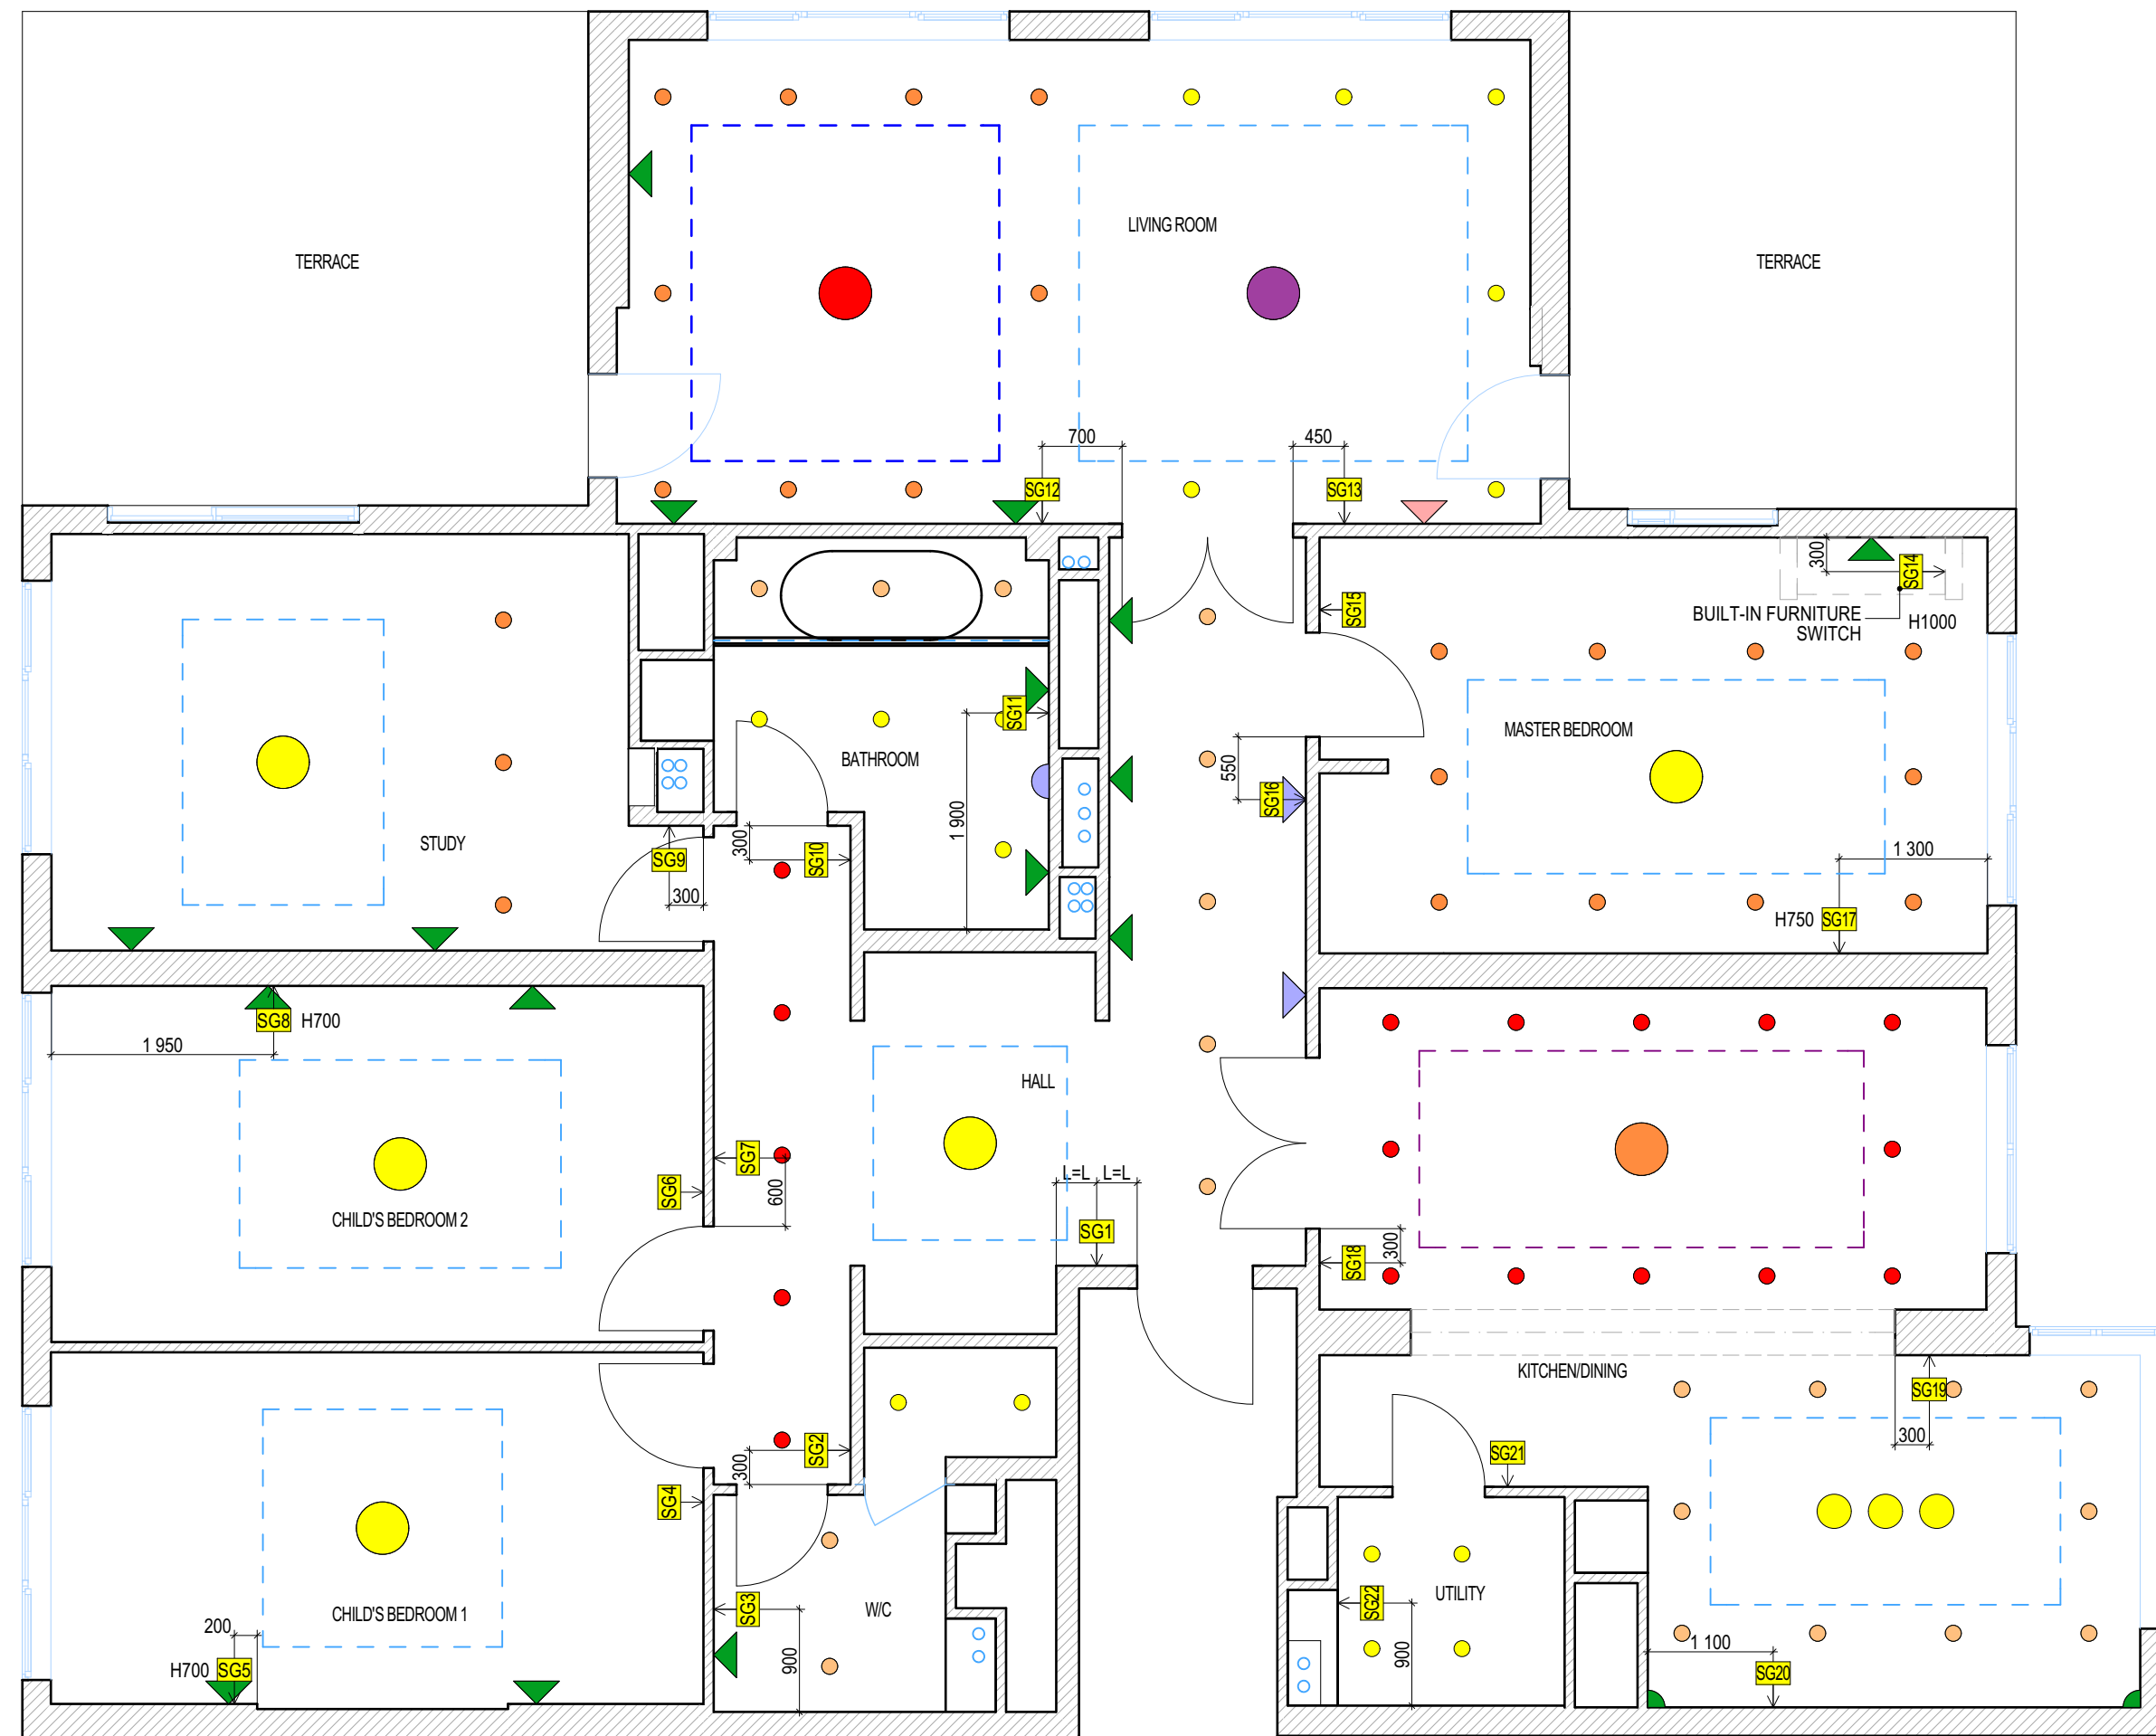 LIVING ROOM
TERRACE
TERRACE
700
450
SG12
SG13
300
SG14
BUILT-IN FURNITURE
SWITCH
H1000
SG15
SG11
MASTER BEDROOM
BATHROOM
550
SG16
1 900
STUDY
300
SG10
SG9
300
1 300
H750
SG17
SG8
H700
1 950
HALL
SG7
600
SG6
L=L
L=L
CHILD'S BEDROOM 2
SG1
300
SG18
KITCHEN/DINING
SG19
300
SG2
300
SG21
SG4
SG3
900
W/C
SG22
900
UTILITY
CHILD'S BEDROOM 1
200
H700
SG5
1 100
SG20